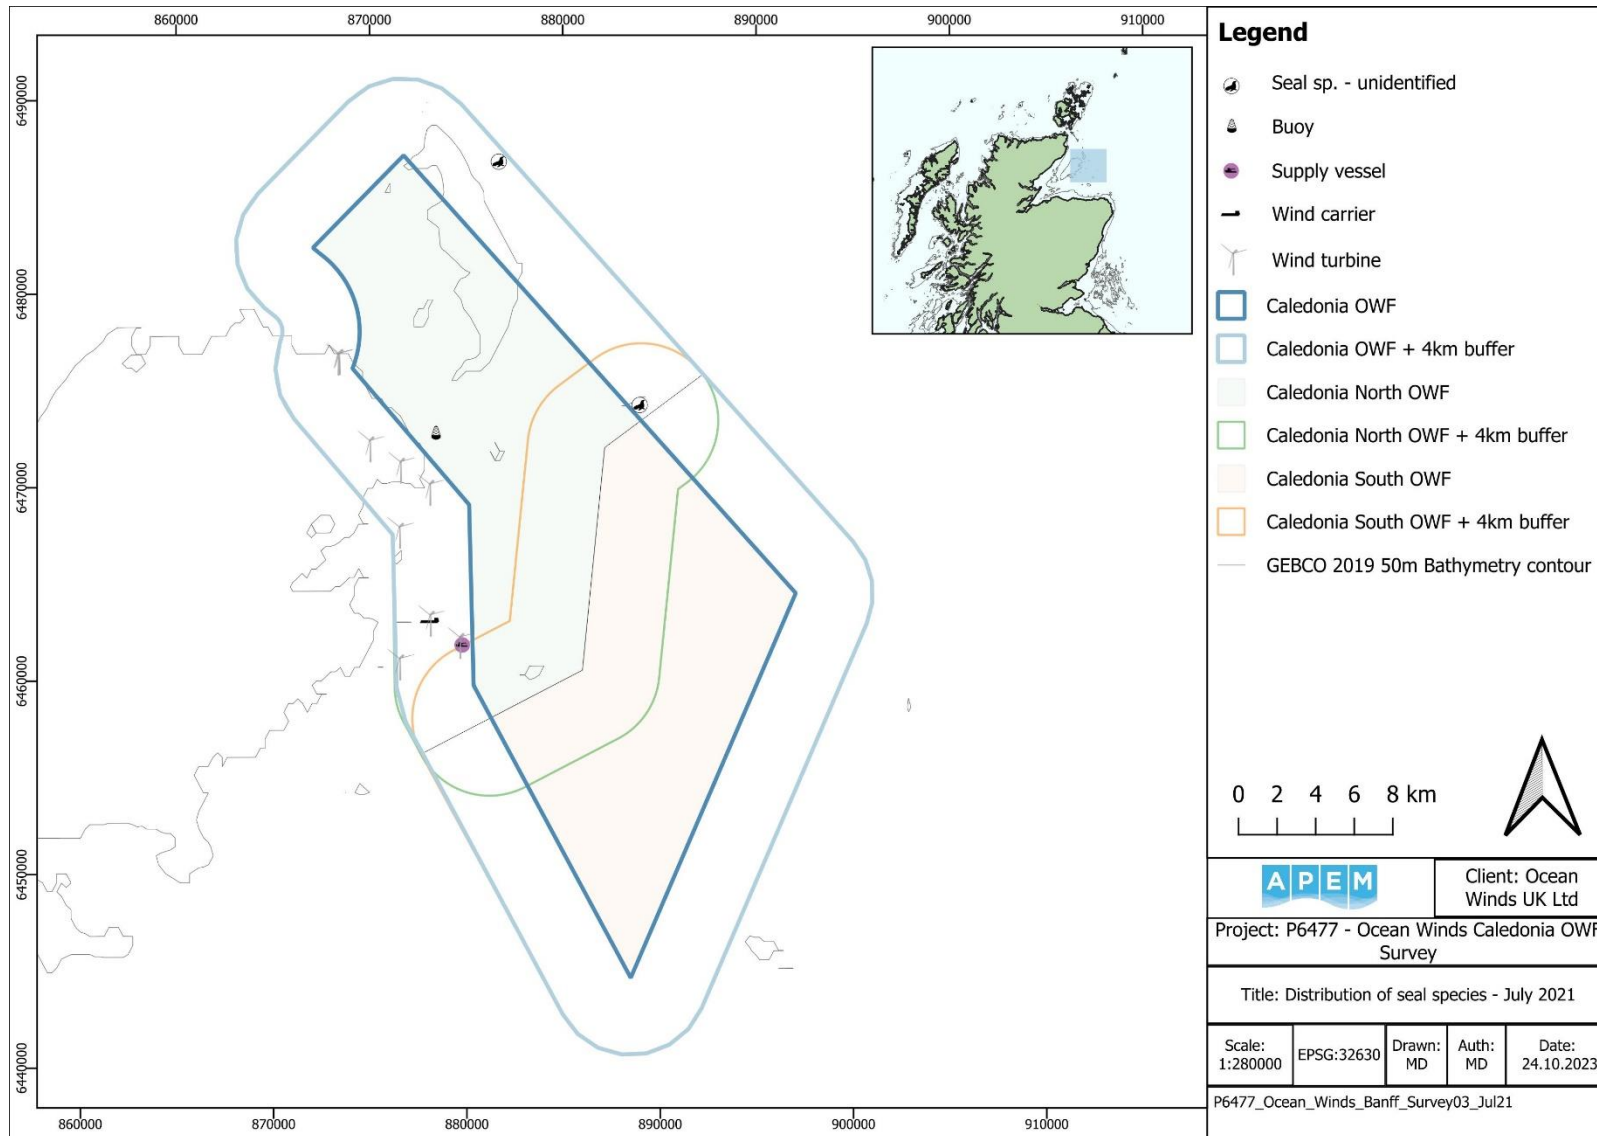 860000 870000 880000 890000 900000 910000
6490000
6480000
6470000
6460000
6450000
6440000
860000 870000 880000 890000 900000 910000
Legend
Seal sp. - unidentified
Buoy
Supply vessel
Wind carrier
Wind turbine
Caledonia OWF
Caledonia OWF + 4km buffer
Caledonia North OWF
Caledonia North OWF + 4km buffer
Caledonia South OWF
Caledonia South OWF + 4km buffer
GEBCO 2019 50m Bathymetry contour
0 2 4 6 8 km
APEM
Client: Ocean
Winds UK Ltd
Project: P6477 - Ocean Winds Caledonia OWF
Survey
Title: Distribution of seal species - July 2021
Scale:
1:280000
EPSG:32630
Drawn:
MD
Auth:
MD
Date:
24.10.2023
P6477_Ocean_Winds_Banff_Survey03_Jul21